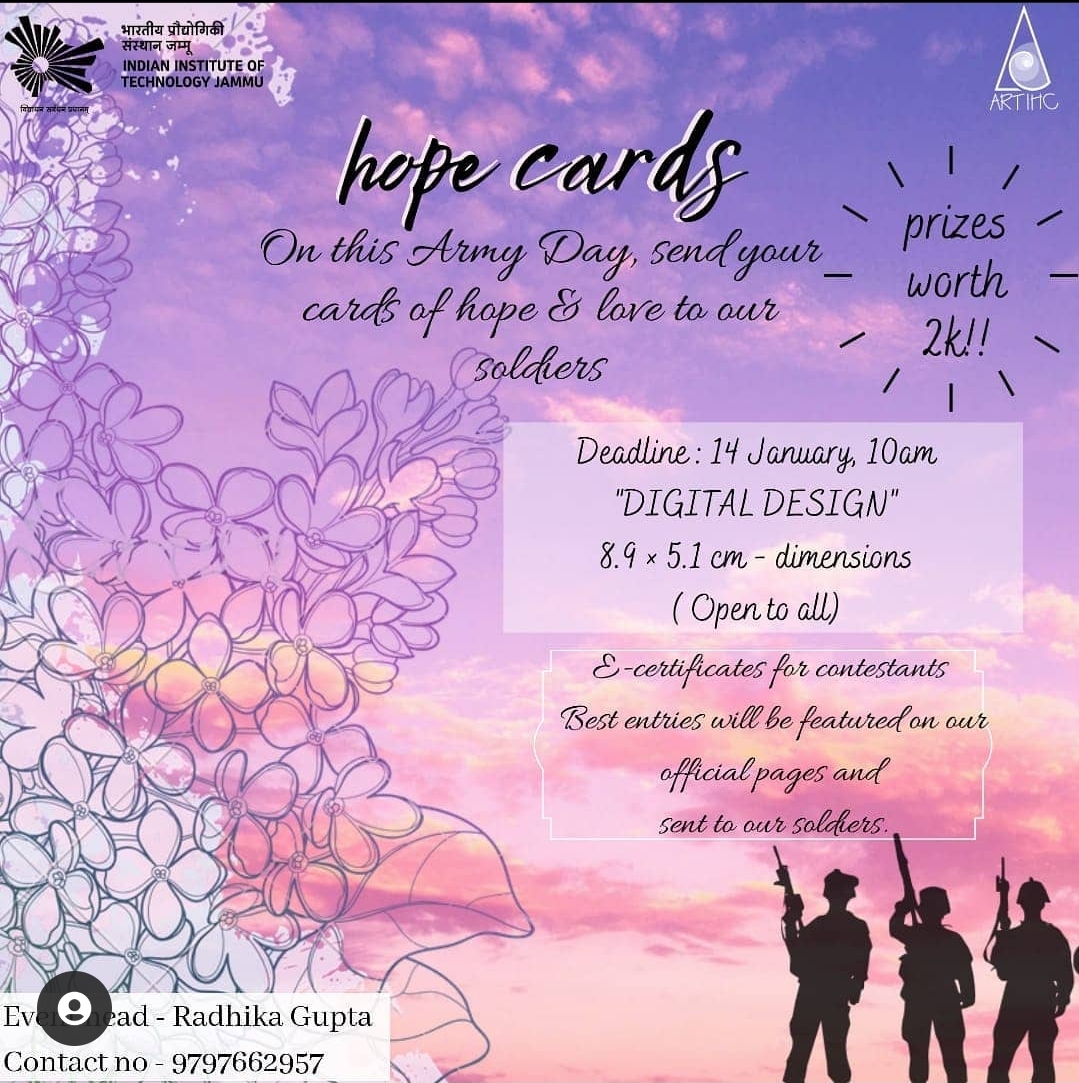 भारतीय प्रौद्योगिकी
संस्थान जम्मू
INDIAN INSTITUTE OF
TECHNOLOGY JAMMU
ARTIHC
hope cards
On this Army Day, send your
cards of hope & love to our
soldiers
prizes
worth
2k!!
Deadline : 14 January, 10am
"DIGITAL DESIGN"
8.9 × 5.1 cm - dimensions
( Open to all)
E-certificates for contestants
Best entries will be featured on our
official pages and
sent to our soldiers.
head - Radhika Gupta
Contact no - 9797662957